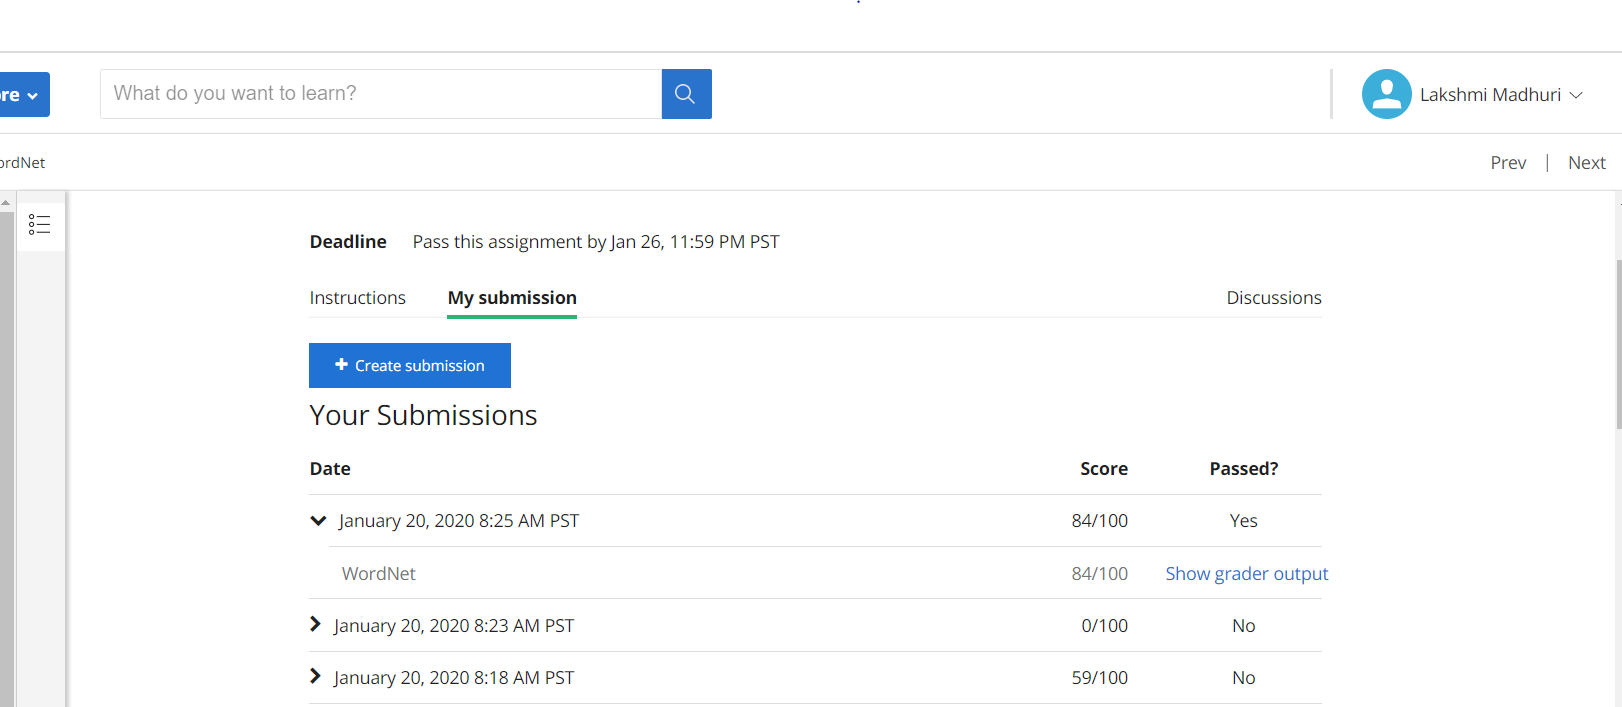 re
What do you want to learn?
Lakshmi Madhuri
ordNet
Prev | Next
Deadline Pass this assignment by Jan 26, 11:59 PM PST
Instructions My submission Discussions
+ Create submission
Your Submissions
Date Score Passed?
January 20, 2020 8:25 AM PST 84/100 Yes
WordNet 84/100 Show grader output
January 20, 2020 8:23 AM PST 0/100 No
January 20, 2020 8:18 AM PST 59/100 No